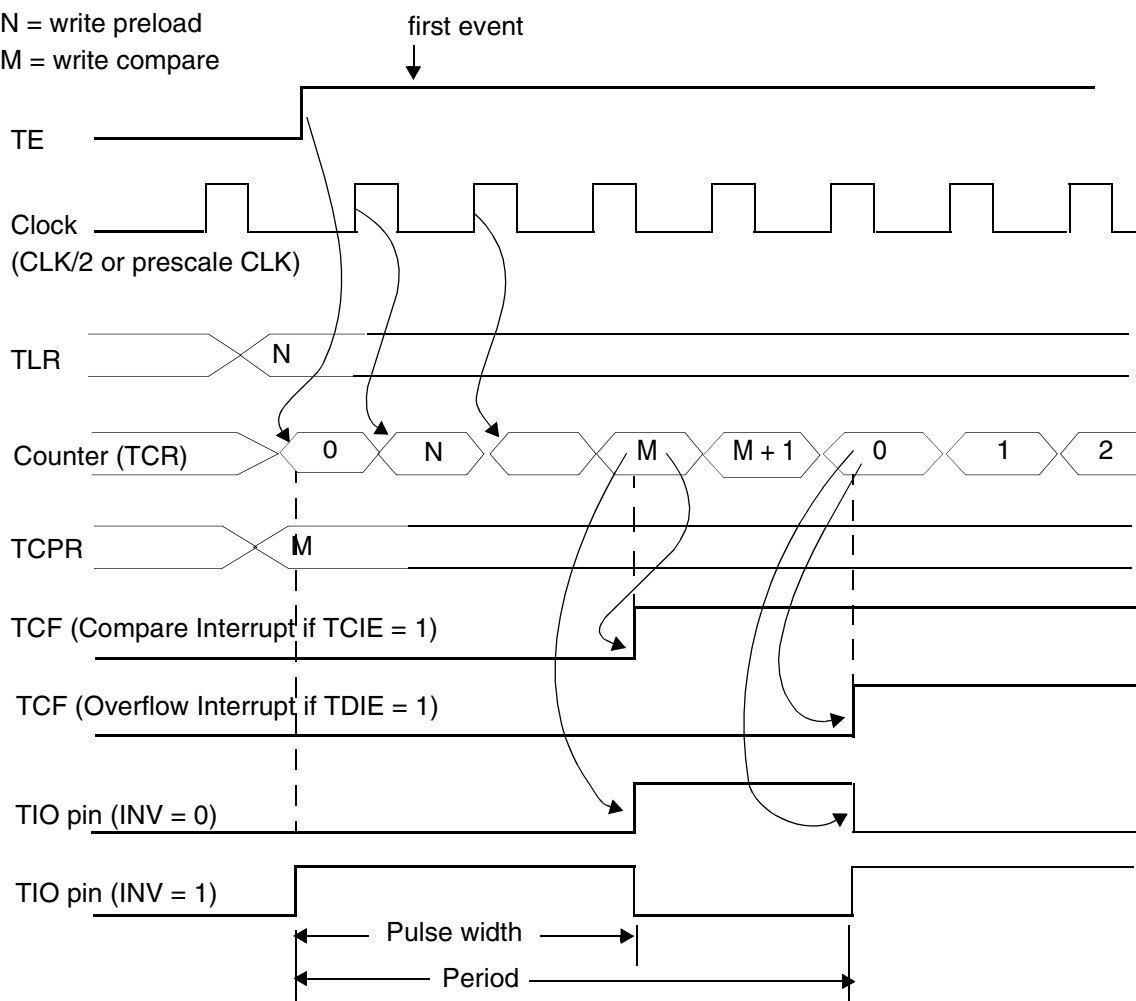 N = write preload
first event
M = write compare
TE
Clock
(CLK/2 or prescale CLK)
TLR
N
Counter (TCR)
0
N
M
M + 1
0
1
2
TCPR
M
TCF (Compare Interrupt if TCIE = 1)
TCF (Overflow Interrupt if TDIE = 1)
TIO pin (INV = 0)
TIO pin (INV = 1)
Pulse width
Period